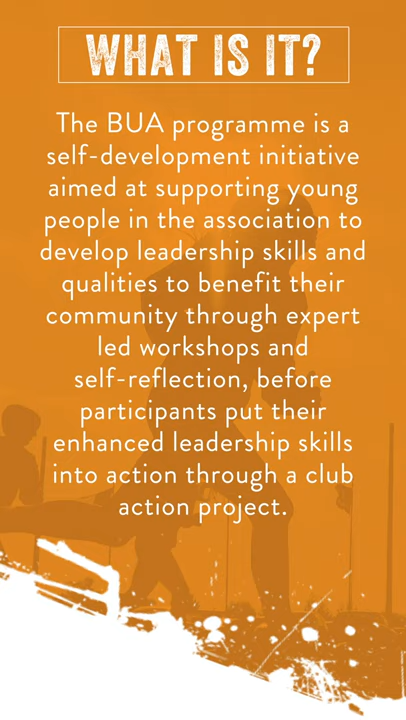 WHAT IS IT?
The BUA programme is a
self-development initiative
aimed at supporting young
people in the association to
develop leadership skills and
qualities to benefit their
community through expert
led workshops and
self-reflection, before
participants put their
enhanced leadership skills
into action through a club
action project.